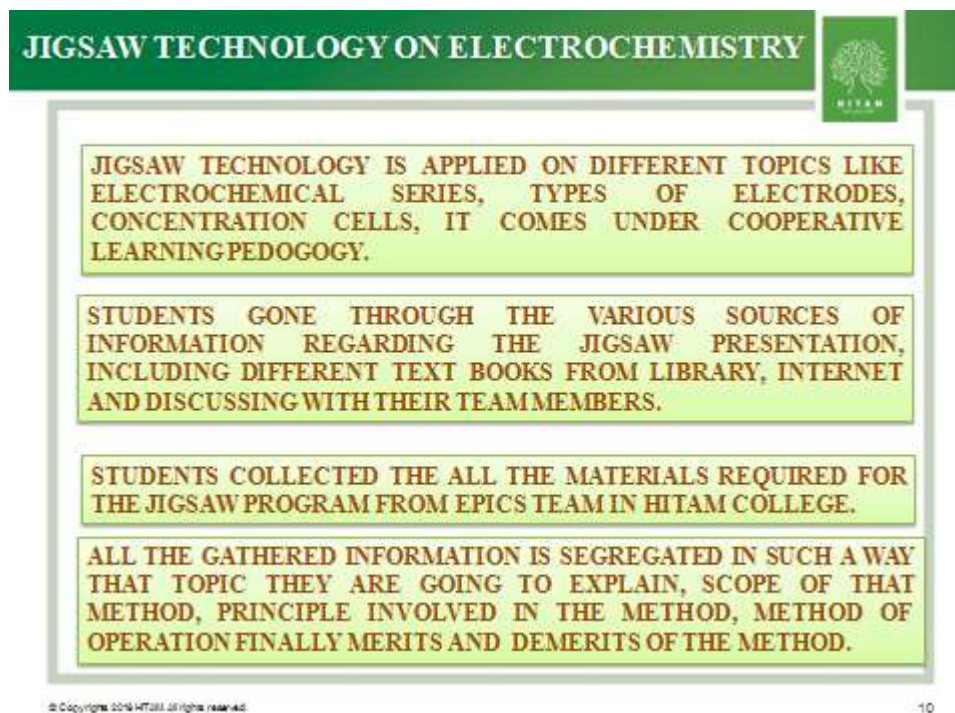 JIGSAW TECHNOLOGY ON ELECTROCHEMISTRY
HITAM
JIGSAW TECHNOLOGY IS APPLIED ON DIFFERENT TOPICS LIKE
ELECTROCHEMICAL SERIES, TYPES OF ELECTRODES,
CONCENTRATION CELLS, IT COMES UNDER COOPERATIVE
LEARNING PEDOGOGY.
STUDENTS GONE THROUGH THE VARIOUS SOURCES OF
INFORMATION REGARDING THE JIGSAW PRESENTATION,
INCLUDING DIFFERENT TEXT BOOKS FROM LIBRARY, INTERNET
AND DISCUSSING WITH THEIR TEAM MEMBERS.
STUDENTS COLLECTED THE ALL THE MATERIALS REQUIRED FOR
THE JIGSAW PROGRAM FROM EPICS TEAM IN HITAM COLLEGE.
ALL THE GATHERED INFORMATION IS SEGREGATED IN SUCH A WAY
THAT TOPIC THEY ARE GOING TO EXPLAIN, SCOPE OF THAT
METHOD, PRINCIPLE INVOLVED IN THE METHOD, METHOD OF
OPERATION FINALLY MERITS AND DEMERITS OF THE METHOD.
© Copyrights HITAM All rights reserved.
10